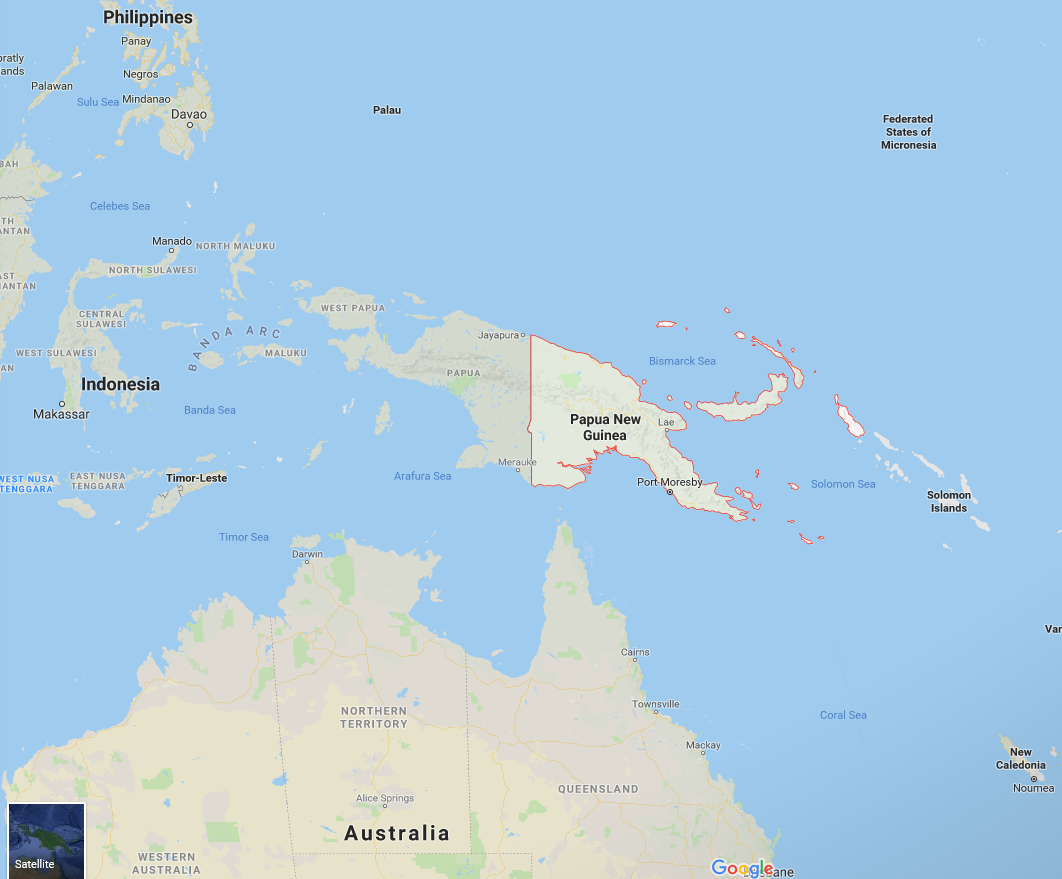 Philippines
Panay
Negros
Palawan
Sulu Sea
Mindanao
Davao
Palau
Federated
States of
Micronesia
Celebes Sea
Manado
NORTH MALUKU
NORTH SULAWESI
CENTRAL
SULAWESI
WEST SULAWESI
BANDA ARC
MALUKU
WEST PAPUA
Jayapura
PAPUA
Bismarck Sea
Indonesia
Makassar
Banda Sea
Papua New
Guinea
Lae
Merauke
Arafura Sea
Port Moresby
Solomon Sea
Solomon
Islands
WEST NUSA
TENGGARA
EAST NUSA
TENGGARA
Timor-Leste
Timor Sea
Darwin
Cairns
Townsville
Mackay
Coral Sea
NORTHERN
TERRITORY
QUEENSLAND
Alice Springs
Australia
WESTERN
AUSTRALIA
New
Caledonia
Noumea
Satellite
Google